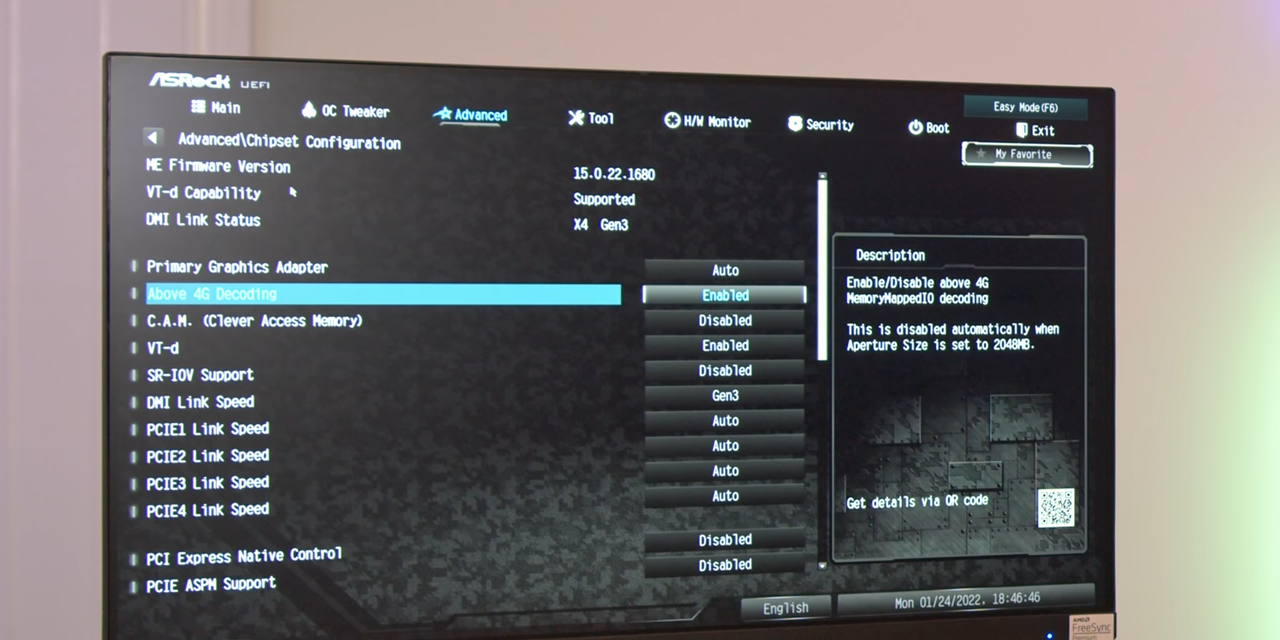 ASRock UEFI
Main
OC Tweaker
Advanced
Tool
H/W Monitor
Security
Boot
Exit
Easy Mode(F6)
My Favorite
Advanced\Chipset Configuration
ME Firmware Version 15.0.22.1680
VT-d Capability Supported
DMI Link Status X4 Gen3
Primary Graphics Adapter Auto
Above 4G Decoding Enabled
C.A.M. (Clever Access Memory) Disabled
VT-d Enabled
SR-IOV Support Disabled
DMI Link Speed Gen3
PCIE1 Link Speed Auto
PCIE2 Link Speed Auto
PCIE3 Link Speed Auto
PCIE4 Link Speed Auto
PCI Express Native Control Disabled
PCIE ASPM Support Disabled
Description
Enable/Disable above 4G
MemoryMappedIO decoding
This is disabled automatically when
Aperture Size is set to 2048MB.
Get details via QR code
English
Mon 01/24/2022. 18:46:46
AMD
FreeSync